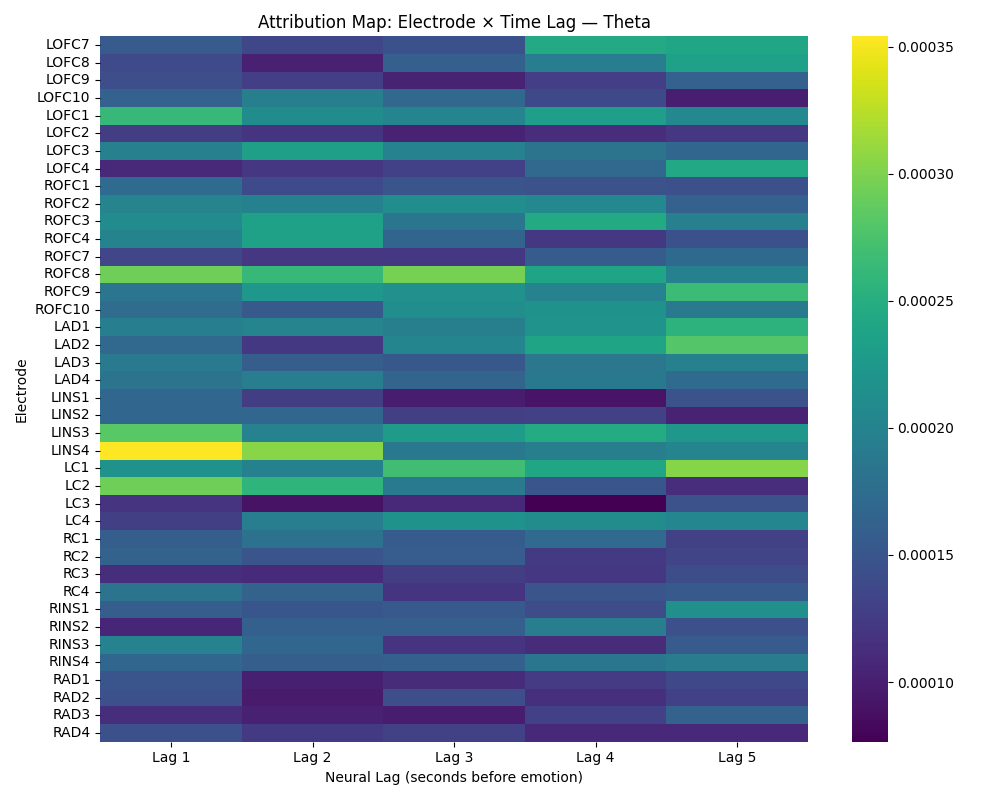 Attribution Map: Electrode × Time Lag — Theta
LOFC7
LOFC8
LOFC9
LOFC10
LOFC1
LOFC2
LOFC3
LOFC4
ROFC1
ROFC2
ROFC3
ROFC4
ROFC7
ROFC8
ROFC9
ROFC10
LAD1
LAD2
LAD3
LAD4
LINS1
LINS2
LINS3
LINS4
LC1
LC2
LC3
LC4
RC1
RC2
RC3
RC4
RINS1
RINS2
RINS3
RINS4
RAD1
RAD2
RAD3
RAD4
Electrode
Lag 1 Lag 2 Lag 3 Lag 4 Lag 5
Neural Lag (seconds before emotion)
0.00035
0.00030
0.00025
0.00020
0.00015
0.00010